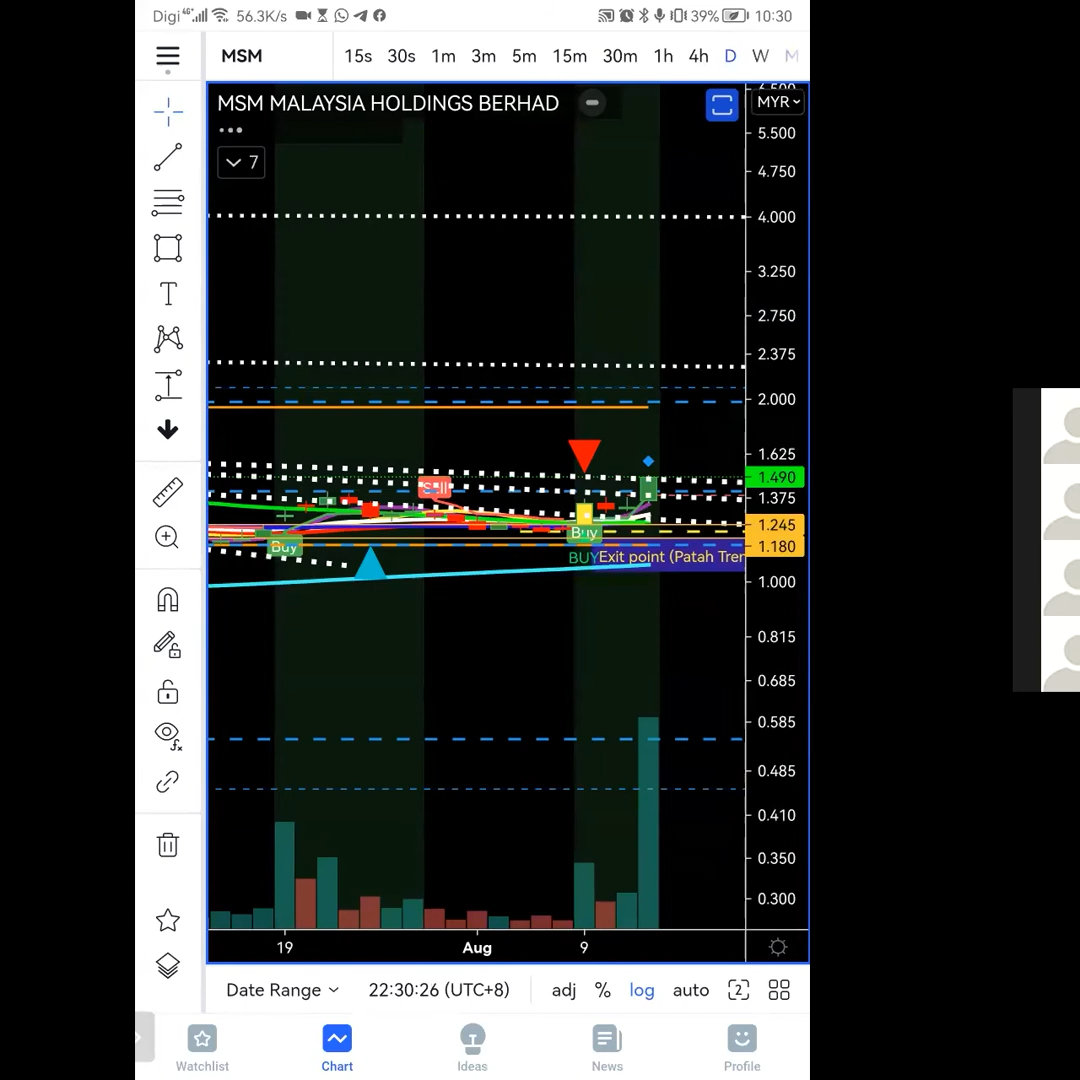 Digi 4G 56.3K/s 39% 10:30
MSM 15s 30s 1m 3m 5m 15m 30m 1h 4h D W M
MSM MALAYSIA HOLDINGS BERHAD
MYR
7
6.500
5.500
4.750
4.000
3.250
2.750
2.375
2.000
1.625
1.490
1.375
1.245
1.180
1.000
0.815
0.685
0.585
0.485
0.410
0.350
0.300
Sell
Buy
Buy
BUY Exit point (Patah Tren
19 Aug 9
Date Range 22:30:26 (UTC+8) adj % log auto 2
Watchlist Chart Ideas News Profile